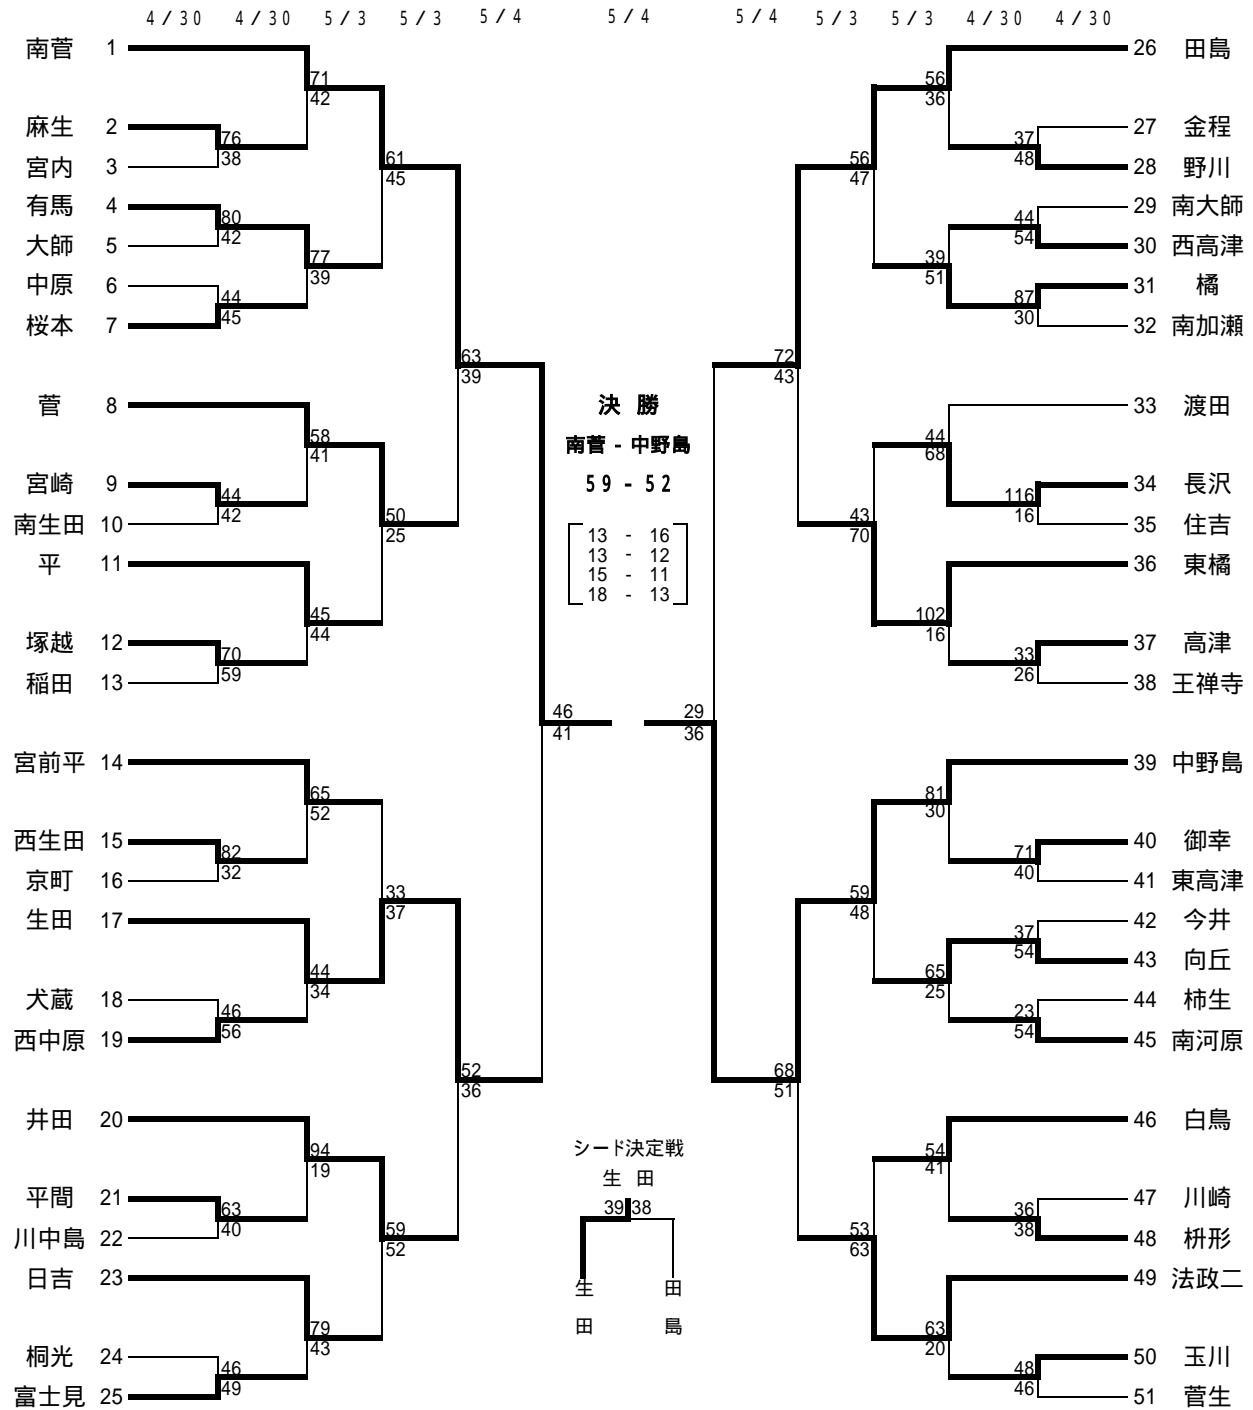 4/30 4/30 5/3 5/3 5/4 5/4 5/4 5/3 5/3 4/30 4/30
南菅 1
麻生 2
宮内 3
有馬 4
大師 5
中原 6
桜本 7
菅 8
宮崎 9
南生田 10
平 11
塚越 12
稲田 13
宮前平 14
西生田 15
京町 16
生田 17
犬蔵 18
西中原 19
井田 20
平間 21
川中島 22
日吉 23
桐光 24
富士見 25
76
38
80
42
44
45
44
42
70
59
82
32
46
56
63
40
46
49
71
42
77
39
58
41
45
44
65
52
44
34
94
19
79
43
61
45
50
25
33
37
59
52
63
39
52
36
46
41
決 勝
南菅 - 中野島
59 - 52
13 - 16
13 - 12
15 - 11
18 - 13
シード決定戦
生 田
39 38
生田
田島
29
36
72
43
68
51
56
47
43
70
59
48
53
63
56
36
39
51
44
68
102
16
81
30
65
25
54
41
63
20
37
48
44
54
87
30
116
16
33
26
71
40
37
54
23
54
36
38
48
46
26 田島
27 金程
28 野川
29 南大師
30 西高津
31 橘
32 南加瀬
33 渡田
34 長沢
35 住吉
36 東橘
37 高津
38 王禅寺
39 中野島
40 御幸
41 東高津
42 今井
43 向丘
44 柿生
45 南河原
46 白鳥
47 川崎
48 枡形
49 法政二
50 玉川
51 菅生